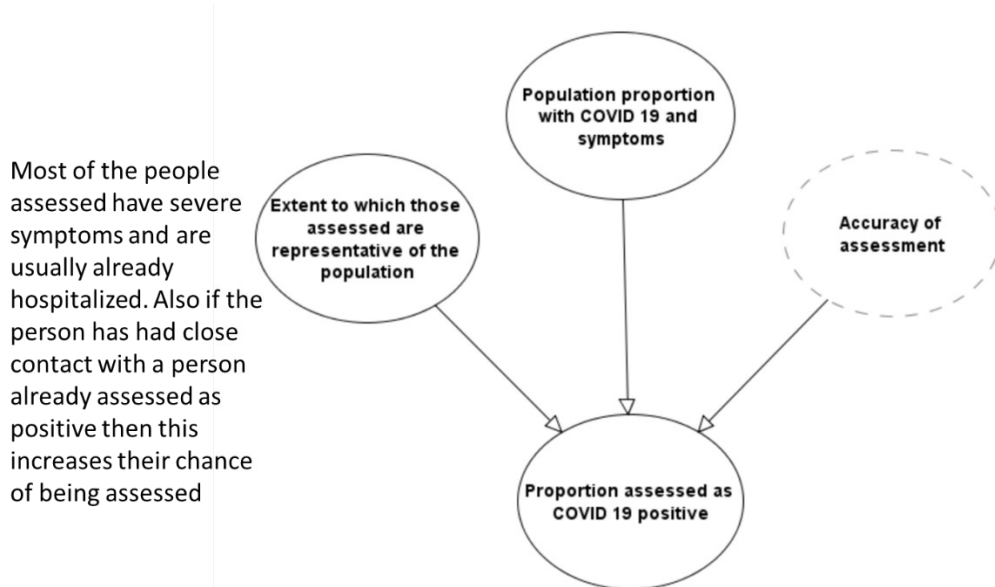 Most of the people
assessed have severe
symptoms and are
usually already
hospitalized. Also if the
person has had close
contact with a person
already assessed as
positive then this
increases their chance
of being assessed
Extent to which those
assessed are
representative of the
population
Population proportion
with COVID 19 and
symptoms
Accuracy of
assessment
Proportion assessed as
COVID 19 positive